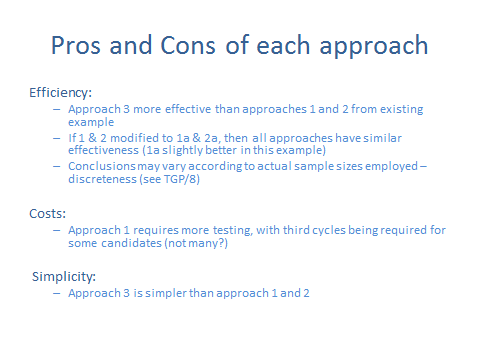 Pros and Cons of each approach
Efficiency:
– Approach 3 more effective than approaches 1 and 2 from existing
example
– If 1 & 2 modified to 1a & 2a, then all approaches have similar
effectiveness (1a slightly better in this example)
– Conclusions may vary according to actual sample sizes employed –
discreteness (see TGP/8)
Costs:
– Approach 1 requires more testing, with third cycles being required for
some candidates (not many?)
Simplicity:
– Approach 3 is simpler than approach 1 and 2